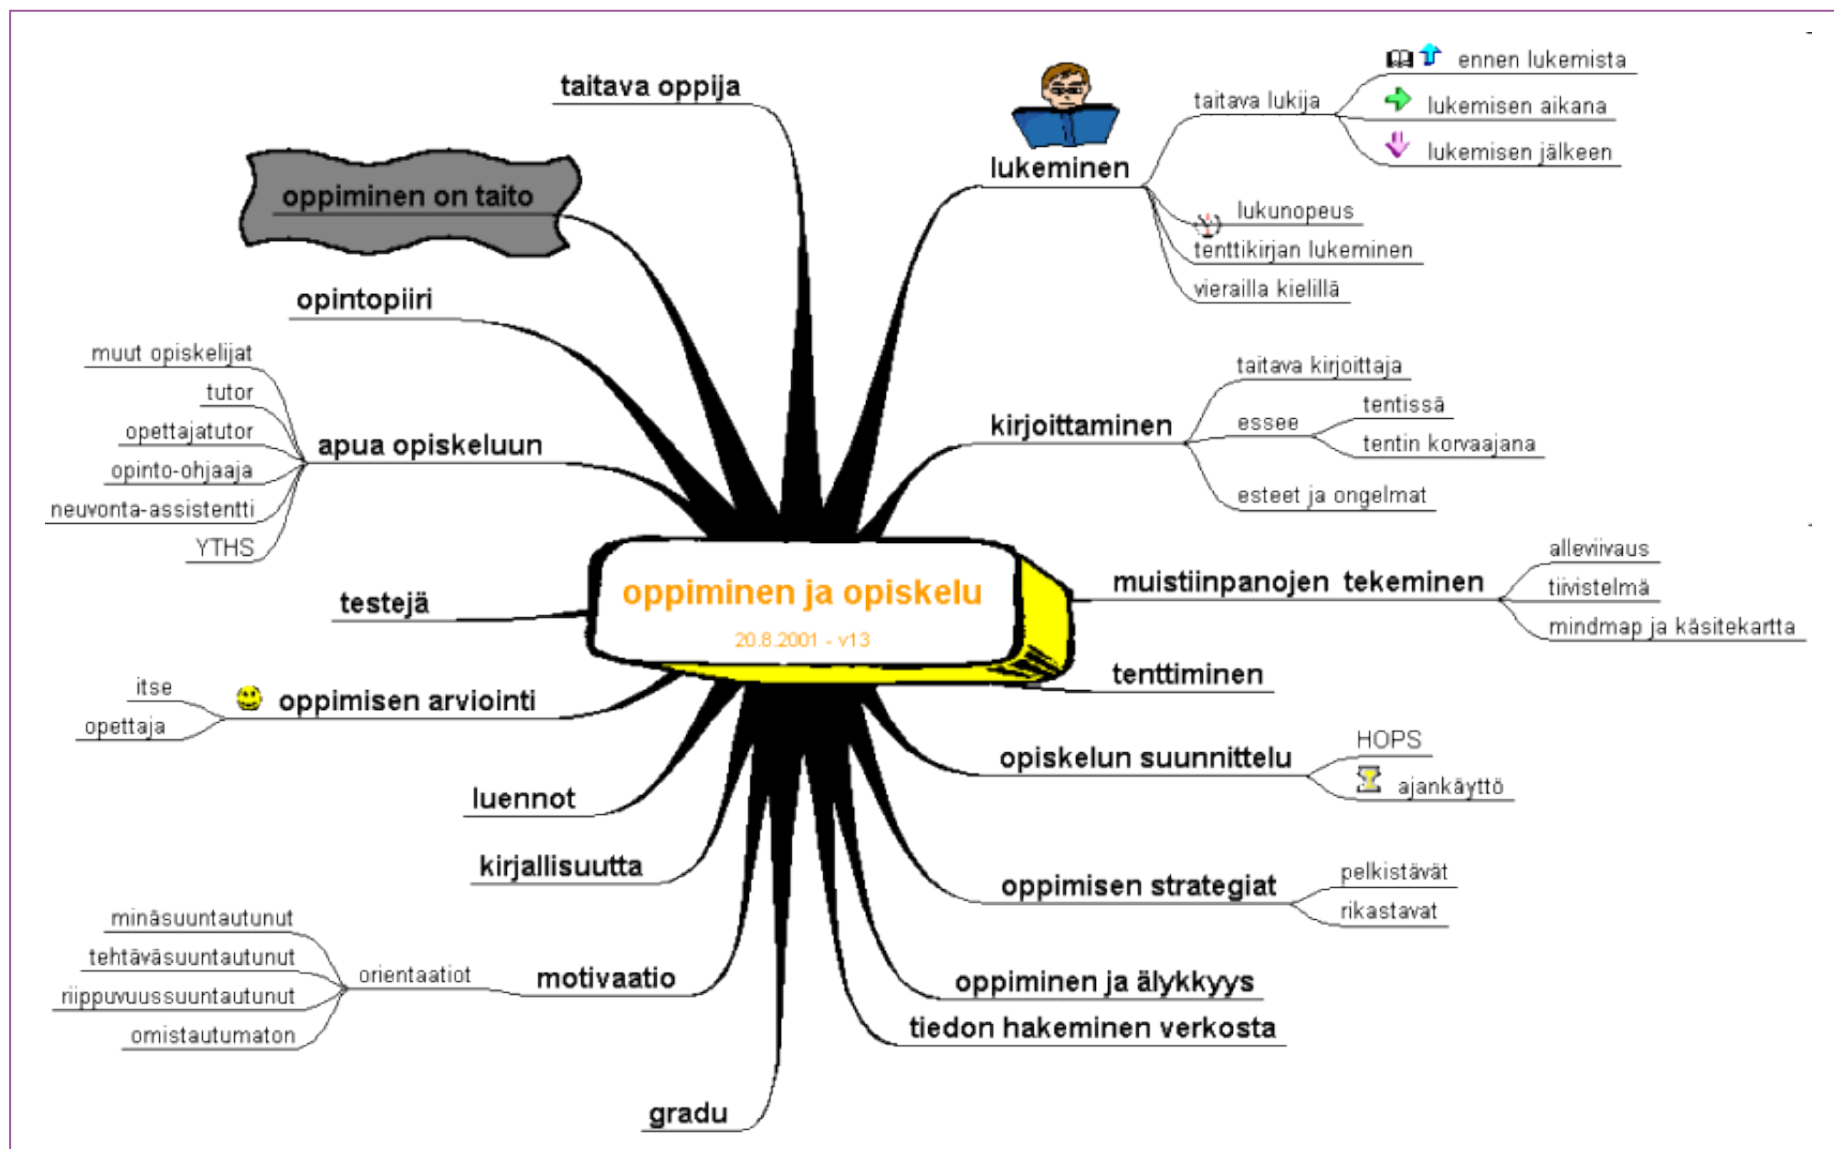 taitava oppija
oppiminen on taito
opintopiiri
apua opiskeluun
muut opiskelijat
tutor
opettajatutor
opinto-ohjaaja
neuvonta-assistentti
YTHS
testejä
oppimisen arviointi
itse
opettaja
luennot
kirjallisuutta
motivaatio
orientaatiot
minäsuuntautunut
tehtäväsuuntautunut
riippuvuussuuntautunut
omistautumaton
gradu
oppiminen ja opiskelu
20.8.2001 - v13
lukeminen
taitava lukija
ennen lukemista
lukemisen aikana
lukemisen jälkeen
lukunopeus
tenttikirjan lukeminen
vierailla kielillä
kirjoittaminen
taitava kirjoittaja
essee
tentissä
tentin korvaajana
esteet ja ongelmat
muistiinpanojen tekeminen
alleviivaus
tiivistelmä
mindmap ja käsitekartta
tenttiminen
opiskelun suunnittelu
HOPS
ajankäyttö
oppimisen strategiat
pelkistävät
rikastavat
oppiminen ja älykkyys
tiedon hakeminen verkosta